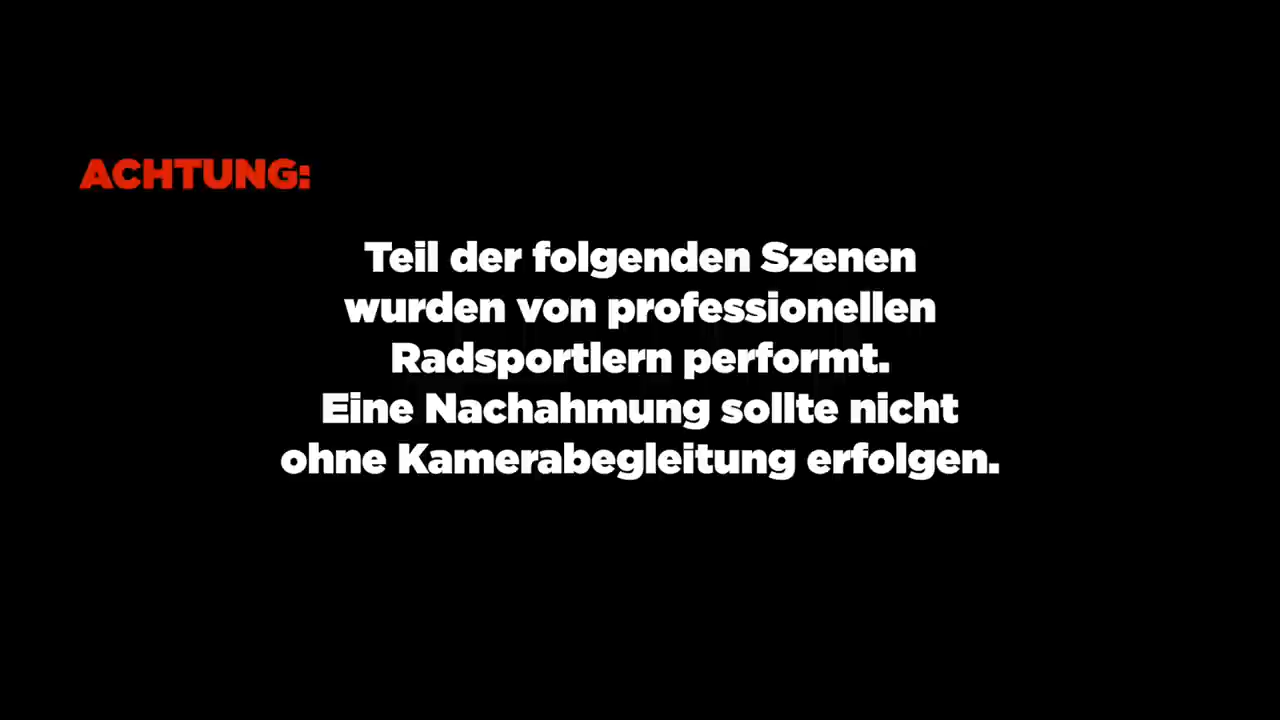 ACHTUNG:
Teil der folgenden Szenen
wurden von professionellen
Radsportlern performt.
Eine Nachahmung sollte nicht
ohne Kamerabegleitung erfolgen.